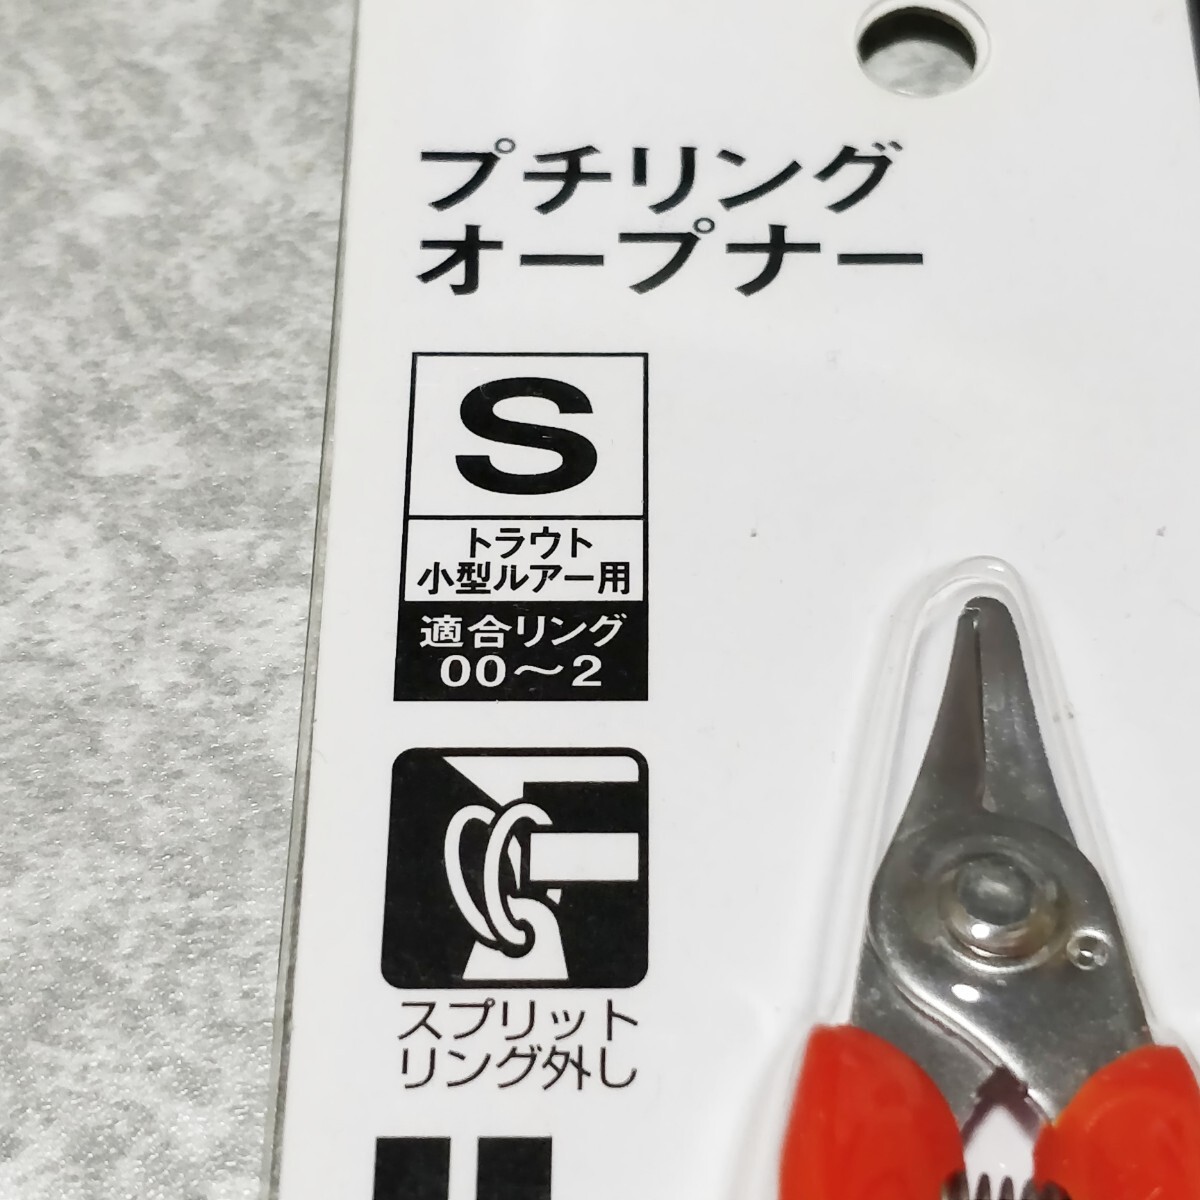 プチリング
オープナー
S
トラウト
小型ルアー用
適合リング
00～2
スプリット
リング外し